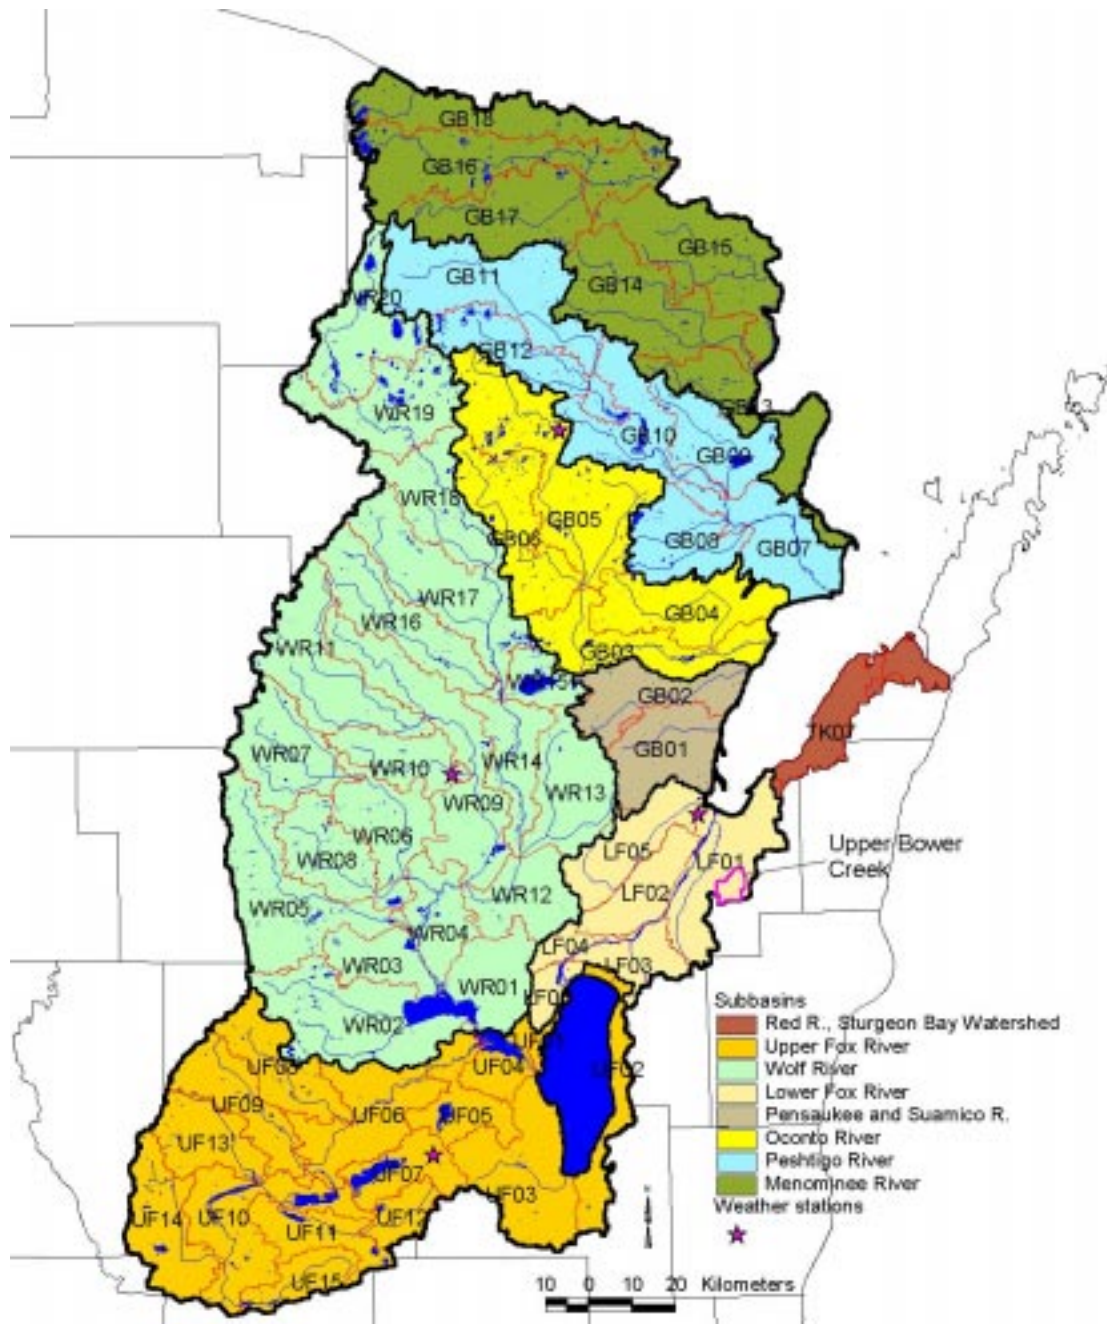 GB18
GB16
GB17
GB15
GB11
GB14
WR20
GB12
GB13
WR19
GB10
GB09
WR18
GB05
GB06
GB08
GB07
WR17
GB04
WR16
WR11
GB03
GB02
TK07
WR07
GB01
WR14
WR10
WR13
WR09
WR06
LF05
LF01
Upper Bower
Creek
WR08
LF02
WR12
WR05
WR04
LF04
WR03
LF03
WR01
WR02
UF04
UF02
UF09
UF06
UF05
UF13
UF07
UF03
UF14
UF10
UF11
UF12
UF15
Subbasins
Red R., Sturgeon Bay Watershed
Upper Fox River
Wolf River
Lower Fox River
Pensaukee and Suamico R.
Oconto River
Peshtigo River
Menominee River
Weather stations
10 0 10 20 Kilometers